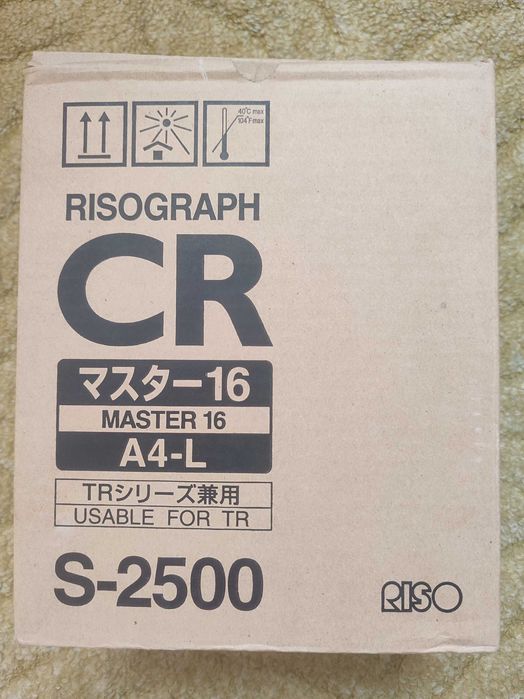 40°C max
104°F max
RISOGRAPH
CR
マスター16
MASTER 16
A4-L
TRシリーズ兼用
USABLE FOR TR
S-2500
RISO